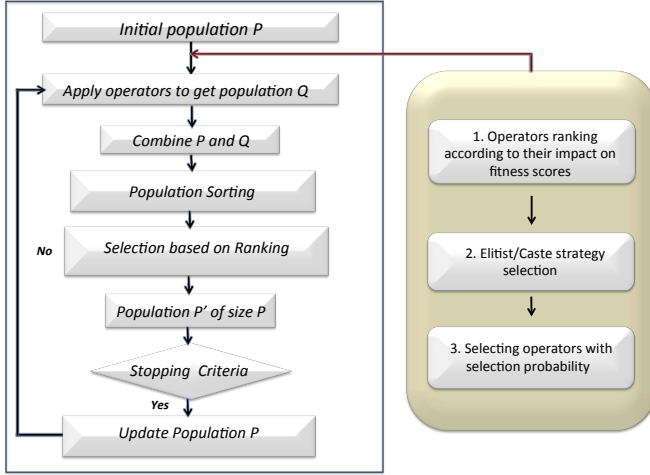 Initial population P
Apply operators to get population Q
Combine P and Q
Population Sorting
Selection based on Ranking
No
Population P' of size P
Stopping Criteria
Yes
Update Population P
1. Operators ranking
according to their impact on
fitness scores
2. Elitist/Caste strategy
selection
3. Selecting operators with
selection probability